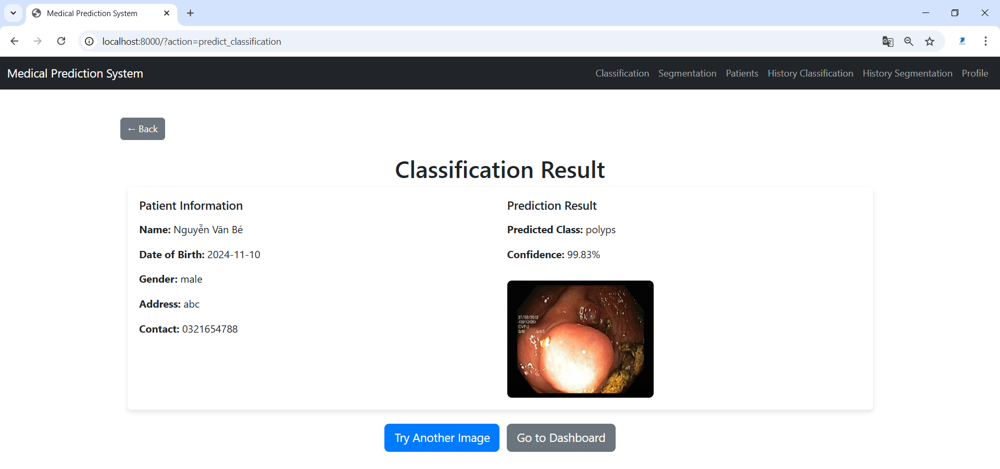 Medical Prediction System
localhost:8000/?action=predict_classification
Medical Prediction System
Classification Segmentation Patients History Classification History Segmentation Profile
← Back
Classification Result
Patient Information
Name: Nguyễn Văn Bé
Date of Birth: 2024-11-10
Gender: male
Address: abc
Contact: 0321654788
Prediction Result
Predicted Class: polyps
Confidence: 99.83%
27/02/2012
<00:12:05>
CVP:2
Try Another Image
Go to Dashboard